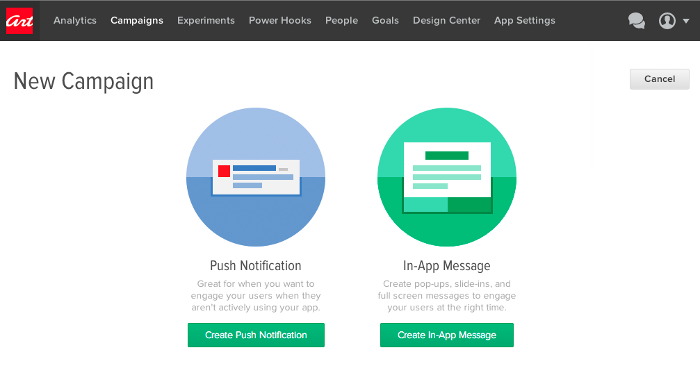 art Analytics Campaigns Experiments Power Hooks People Goals Design Center App Settings
New Campaign
Cancel
Push Notification
Great for when you want to
engage your users when they
aren't actively using your app.
Create Push Notification
In-App Message
Create pop-ups, slide-ins, and
full screen messages to engage
your users at the right time.
Create In-App Message